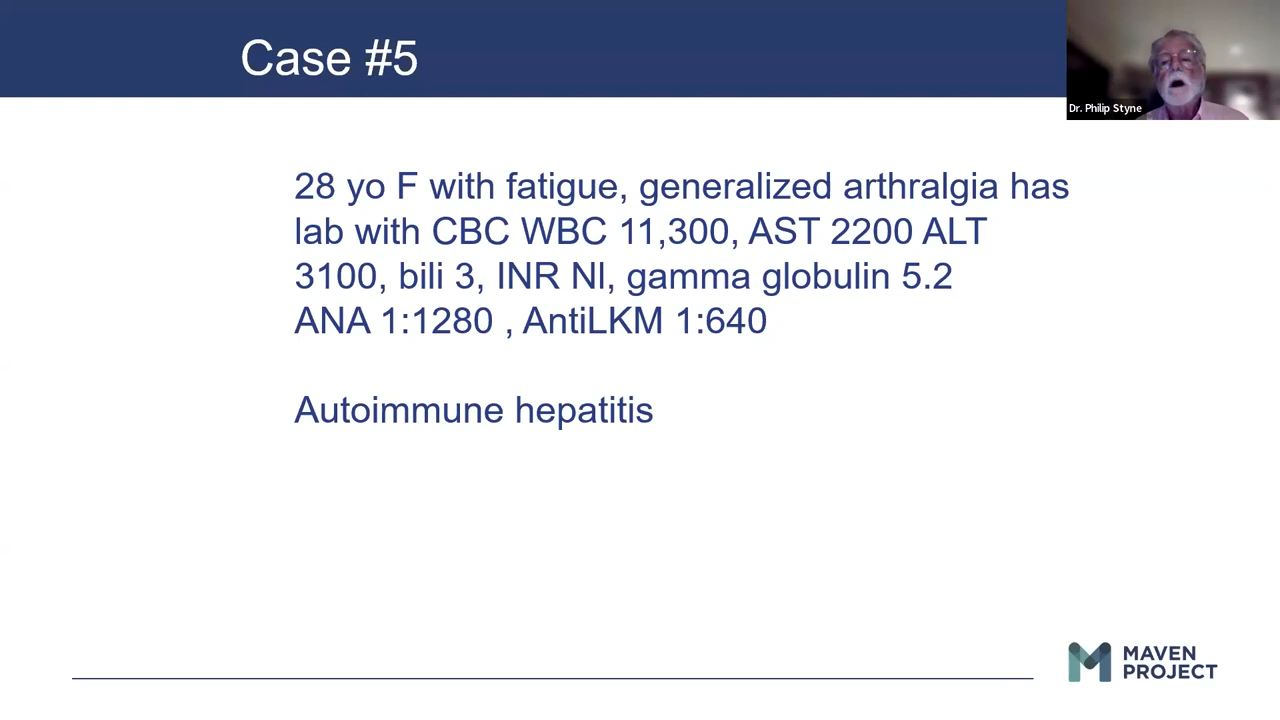 Case #5
Dr. Philip Styne
28 yo F with fatigue, generalized arthralgia has
lab with CBC WBC 11,300, AST 2200 ALT
3100, bili 3, INR Nl, gamma globulin 5.2
ANA 1:1280 , AntiLKM 1:640
Autoimmune hepatitis
MAVEN
PROJECT